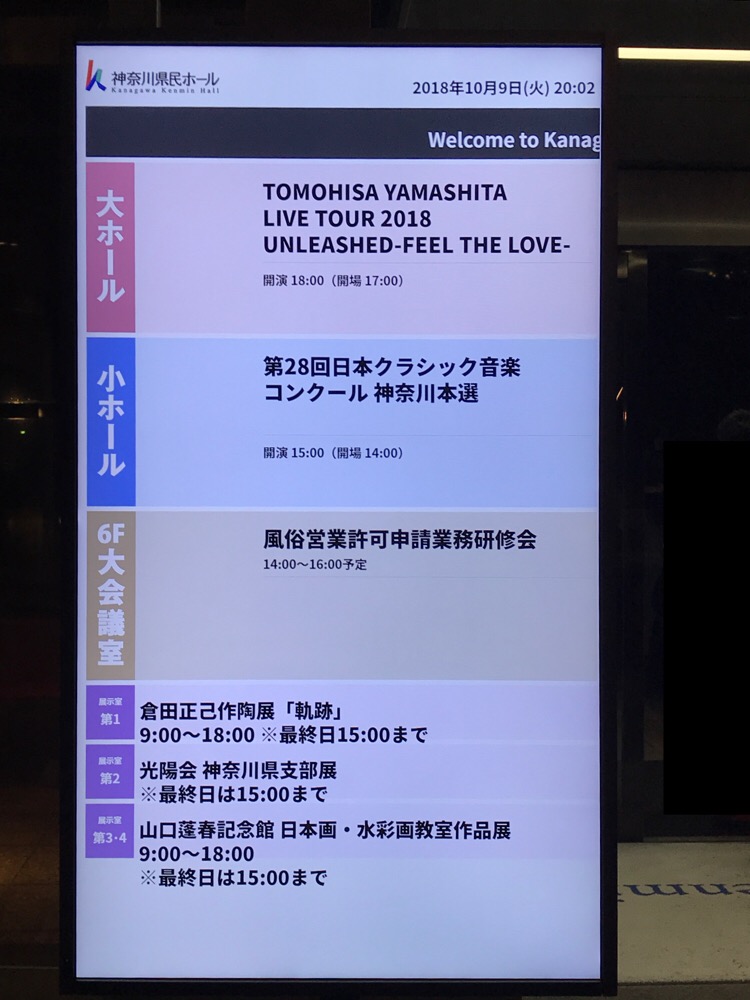 神奈川県民ホール
Kanagawa Kenmin Hall
2018年10月9日(火) 20:02
Welcome to Kanag
大ホール
TOMOHISA YAMASHITA
LIVE TOUR 2018
UNLEASHED-FEEL THE LOVE-
開演 18:00（開場 17:00）
小ホール
第28回日本クラシック音楽
コンクール 神奈川本選
開演 15:00（開場 14:00）
6F大会議室
風俗営業許可申請業務研修会
14:00～16:00予定
展示室
第1
倉田正己作陶展「軌跡」
9:00～18:00 ※最終日15:00まで
展示室
第2
光陽会 神奈川県支部展
※最終日は15:00まで
展示室
第3･4
山口蓬春記念館 日本画・水彩画教室作品展
9:00～18:00
※最終日は15:00まで